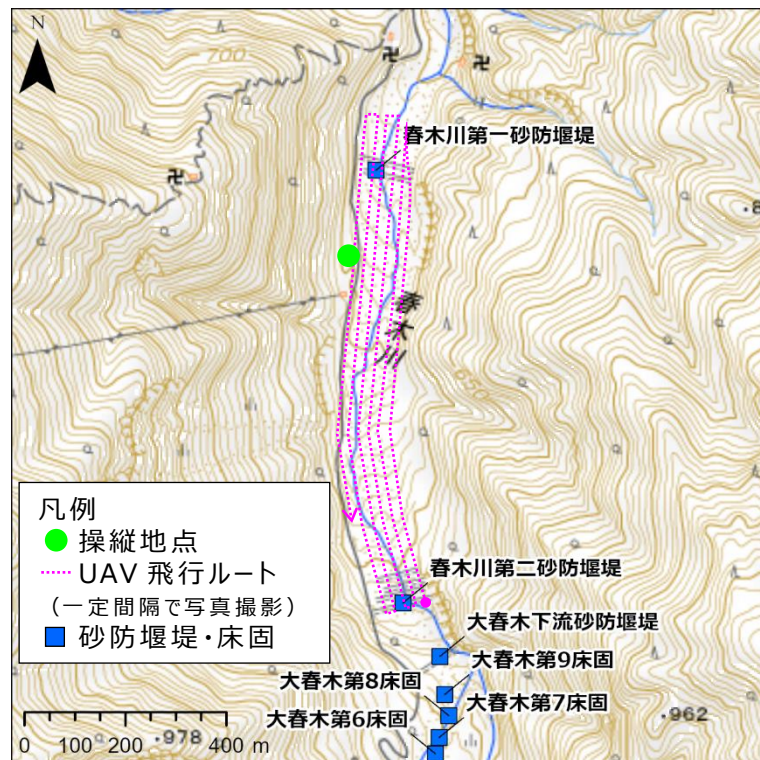 N
700
春木川第一砂防堰堤
春木川
650
凡例
操縦地点
UAV 飛行ルート
（一定間隔で写真撮影）
砂防堰堤・床固
春木川第二砂防堰堤
大春木下流砂防堰堤
大春木第9床固
大春木第8床固
大春木第7床固
大春木第6床固
・962
0 100 200 400 m
・978